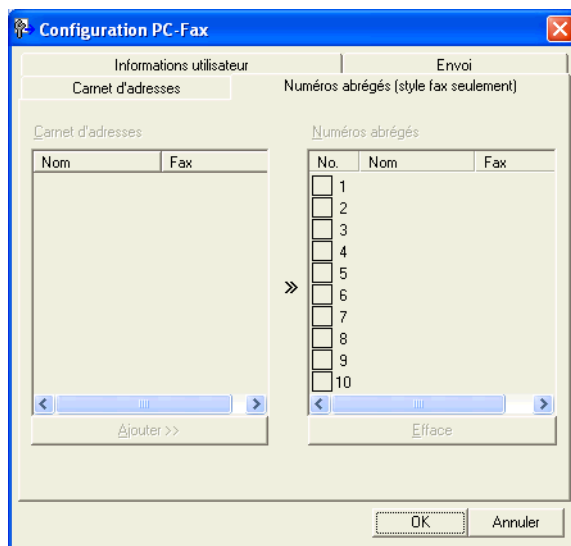 Configuration PC-Fax
Informations utilisateur Envoi
Carnet d'adresses Numéros abrégés (style fax seulement)
Carnet d'adresses Numéros abrégés
Nom Fax No. Nom Fax
1
2
3
4
5
6
7
8
9
10
Ajouter >> Efface
OK Annuler